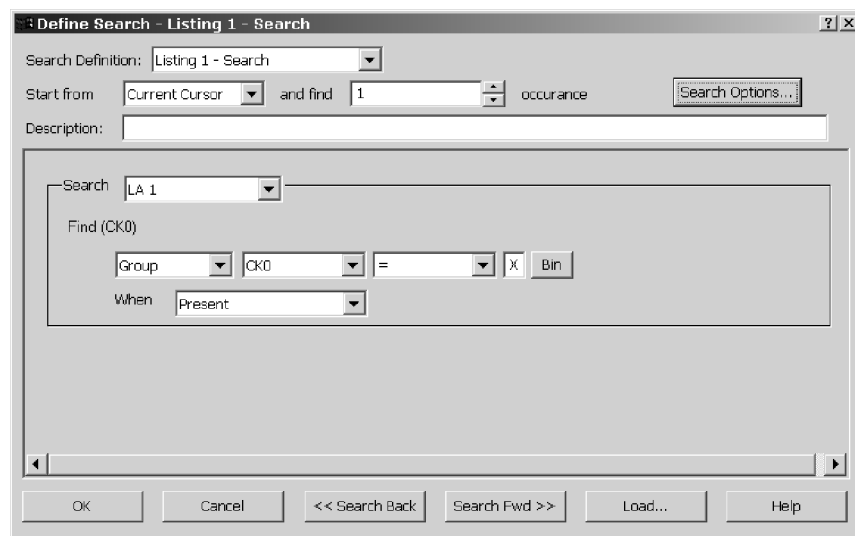 Define Search - Listing 1 - Search
Search Definition: Listing 1 - Search
Start from Current Cursor and find 1 occurance Search Options...
Description:
Search LA 1
Find (CK0)
Group CK0 = X Bin
When Present
OK Cancel << Search Back Search Fwd >> Load... Help